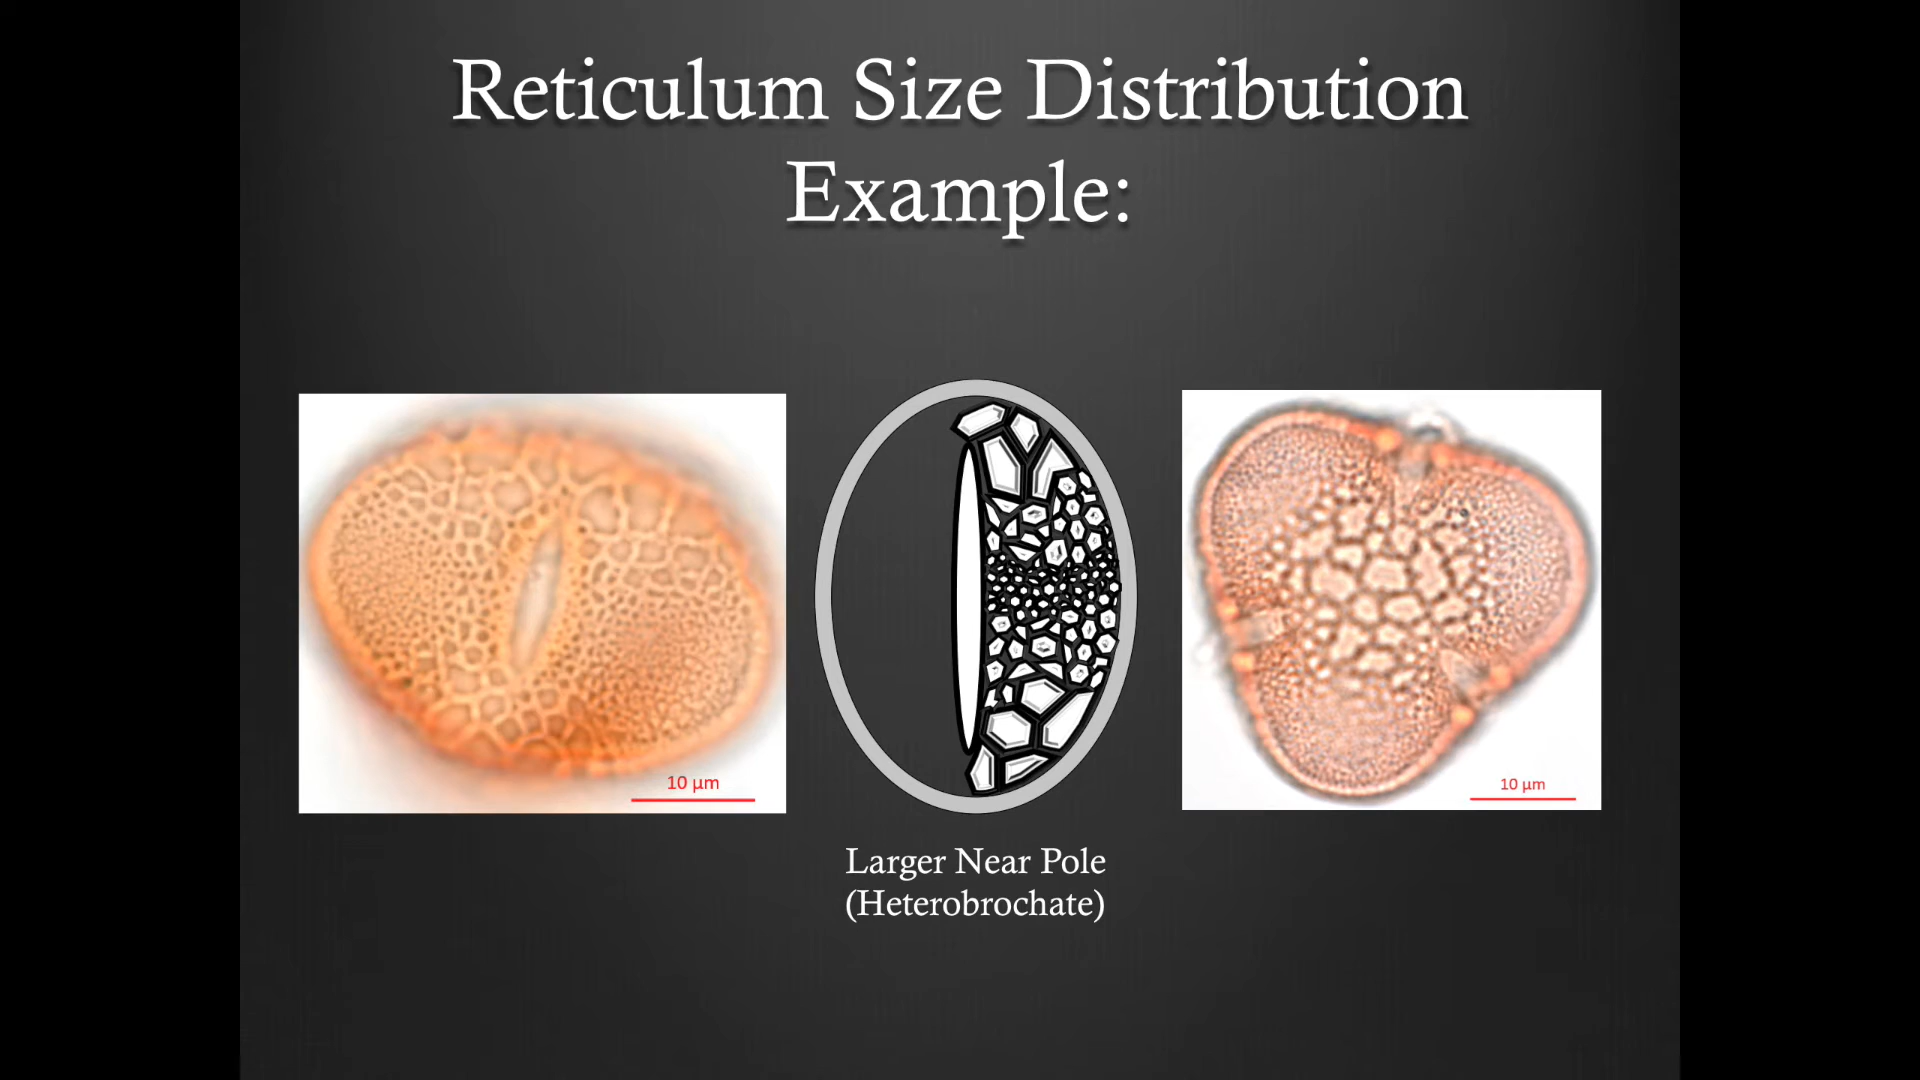 Reticulum Size Distribution
Example:
10 µm
10 µm
Larger Near Pole
(Heterobrochate)